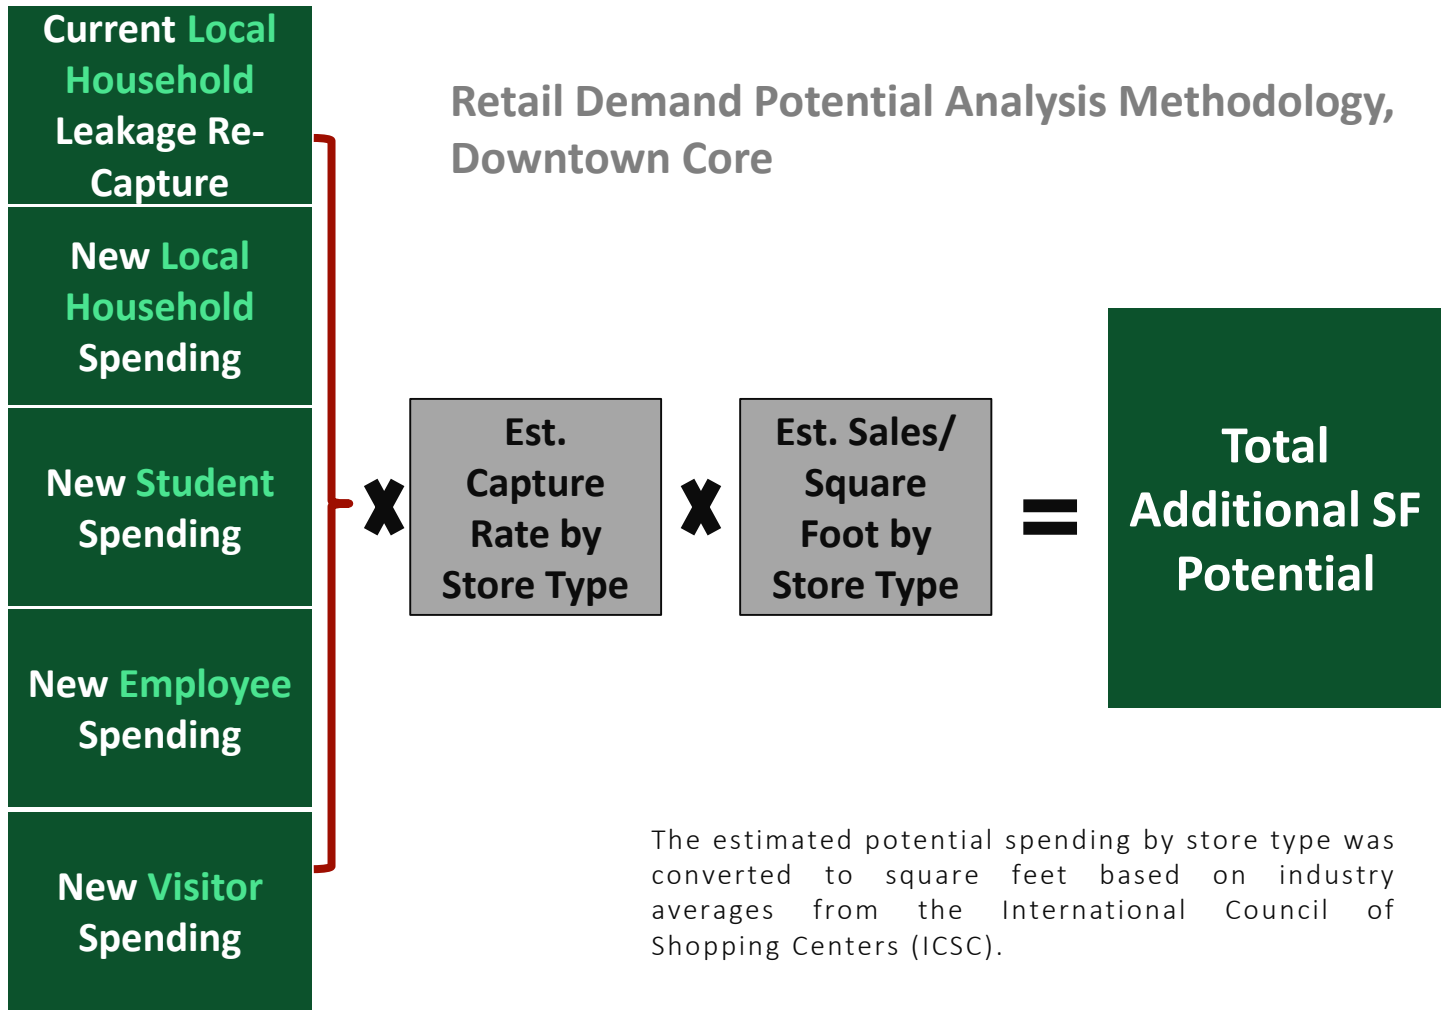 Current Local
Household
Leakage Re-
Capture
New Local
Household
Spending
New Student
Spending
New Employee
Spending
New Visitor
Spending
Retail Demand Potential Analysis Methodology,
Downtown Core
Est.
Capture
Rate by
Store Type
Est. Sales/
Square
Foot by
Store Type
=
Total
Additional SF
Potential
The estimated potential spending by store type was
converted to square feet based on industry
averages from the International Council of
Shopping Centers (ICSC).